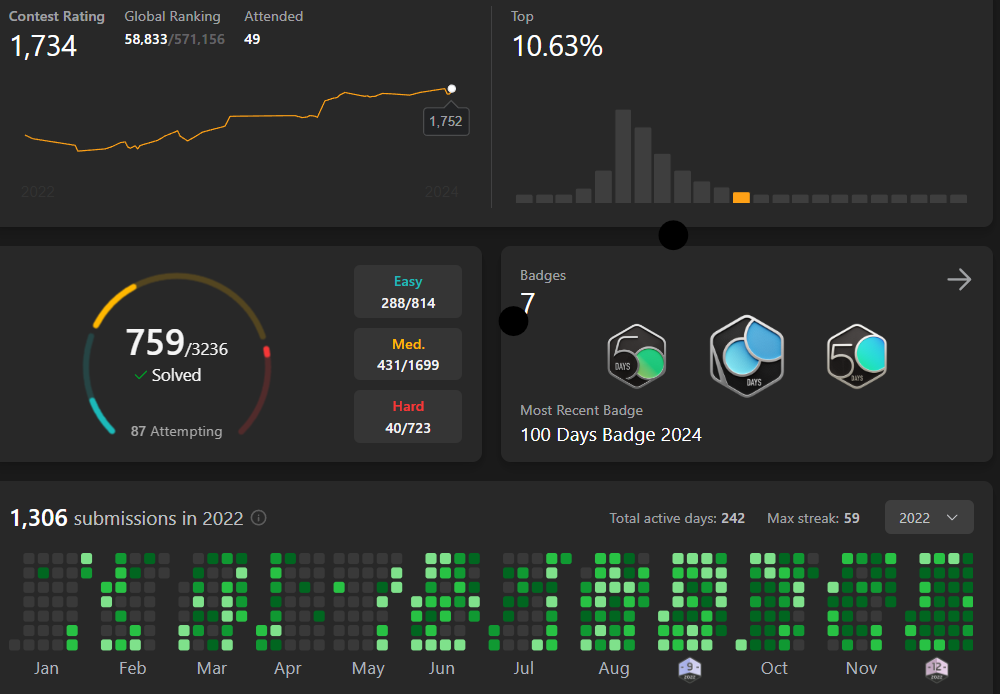 Contest Rating
1,734
Global Ranking
58,833/571,156
Attended
49
1,752
2022
2024
Top
10.63%
759/3236
Solved
87 Attempting
Easy
288/814
Med.
431/1699
Hard
40/723
Badges
7
50 DAYS
100 DAYS
50 DAYS
Most Recent Badge
100 Days Badge 2024
1,306 submissions in 2022
Total active days: 242
Max streak: 59
2022
Jan Feb Mar Apr May Jun Jul Aug 9 2022 Oct Nov 12 2022